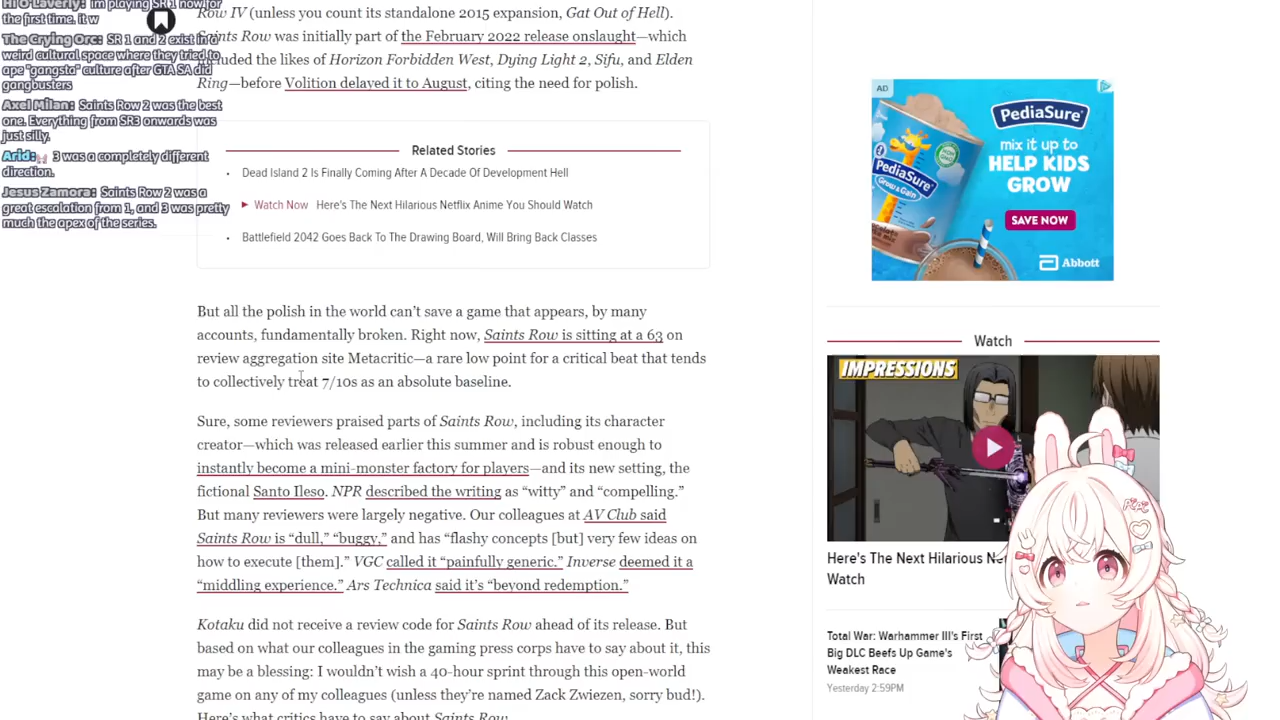 Laverly: im playing SR 1 now for
the first time. it w
The Crying Orc: SR 1 and 2 exist in a
weird cultural space where they tried to
ape "gangsta" culture after GTA SA did
gangbusters
Axel Milan: Saints Row 2 was the best
one. Everything from SR3 onwards was
just silly.
Arid: 3 was a completely different
direction.
Jesus Zamora: Saints Row 2 was a
great escalation from 1, and 3 was pretty
much the apex of the series.
Row IV (unless you count its standalone 2015 expansion, Gat Out of Hell).
Saints Row was initially part of the February 2022 release onslaught—which
included the likes of Horizon Forbidden West, Dying Light 2, Sifu, and Elden
Ring—before Volition delayed it to August, citing the need for polish.
Related Stories
Dead Island 2 Is Finally Coming After A Decade Of Development Hell
Watch Now Here's The Next Hilarious Netflix Anime You Should Watch
Battlefield 2042 Goes Back To The Drawing Board, Will Bring Back Classes
But all the polish in the world can't save a game that appears, by many
accounts, fundamentally broken. Right now, Saints Row is sitting at a 63 on
review aggregation site Metacritic—a rare low point for a critical beat that tends
to collectively treat 7/10s as an absolute baseline.
Sure, some reviewers praised parts of Saints Row, including its character
creator—which was released earlier this summer and is robust enough to
instantly become a mini-monster factory for players—and its new setting, the
fictional Santo Ileso. NPR described the writing as "witty" and "compelling."
But many reviewers were largely negative. Our colleagues at AV Club said
Saints Row is "dull," "buggy," and has "flashy concepts [but] very few ideas on
how to execute [them]." VGC called it "painfully generic." Inverse deemed it a
"middling experience." Ars Technica said it's "beyond redemption."
Kotaku did not receive a review code for Saints Row ahead of its release. But
based on what our colleagues in the gaming press corps have to say about it, this
may be a blessing: I wouldn't wish a 40-hour sprint through this open-world
game on any of my colleagues (unless they're named Zack Zwiezen, sorry bud!).
Here's what critics have to say about Saints Row.
AD
PediaSure
mix it up to
HELP KIDS
GROW
SAVE NOW
Abbott
PediaSure
Grow & Gain
Watch
IMPRESSIONS
Here's The Next Hilarious Ne
Watch
Total War: Warhammer III's First
Big DLC Beefs Up Game's
Weakest Race
Yesterday 2:59PM